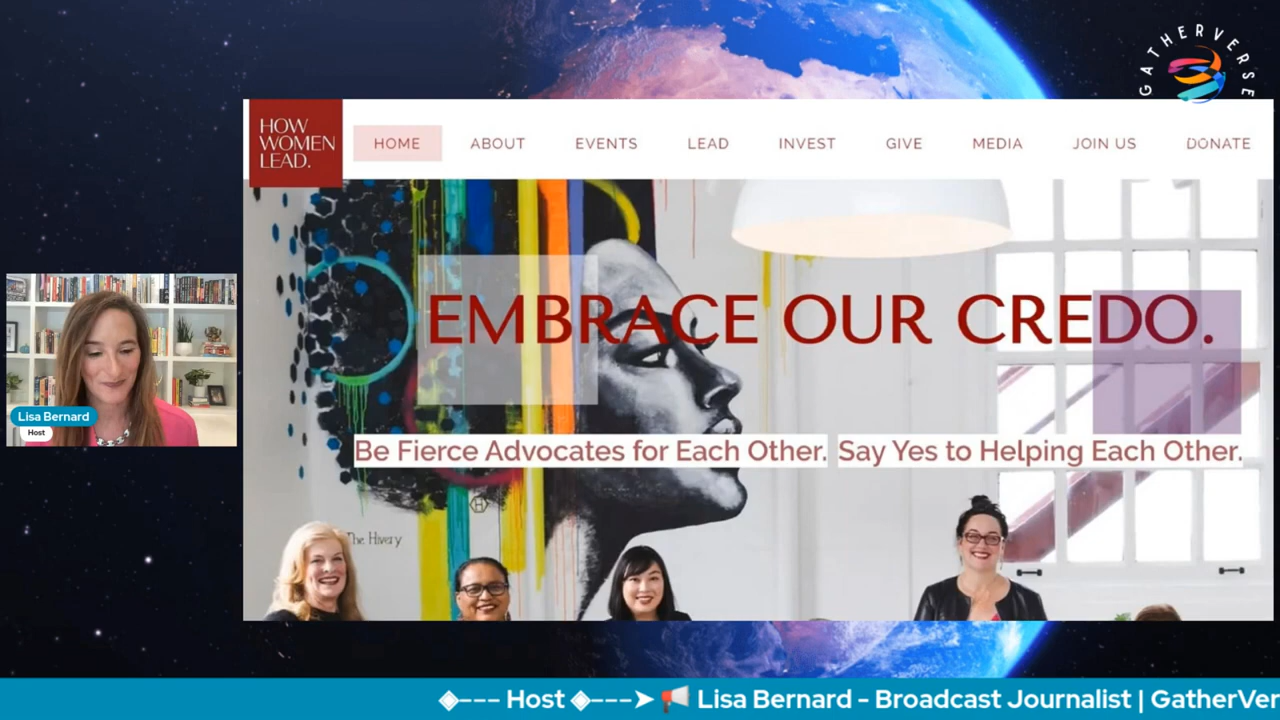 GATHERVERSE
HOW
WOMEN
LEAD.
HOME ABOUT EVENTS LEAD INVEST GIVE MEDIA JOIN US DONATE
EMBRACE OUR CREDO.
Be Fierce Advocates for Each Other. Say Yes to Helping Each Other.
The Hivery
Lisa Bernard
Host
◈--- Host ◈---➤ 📢 Lisa Bernard - Broadcast Journalist | GatherVer